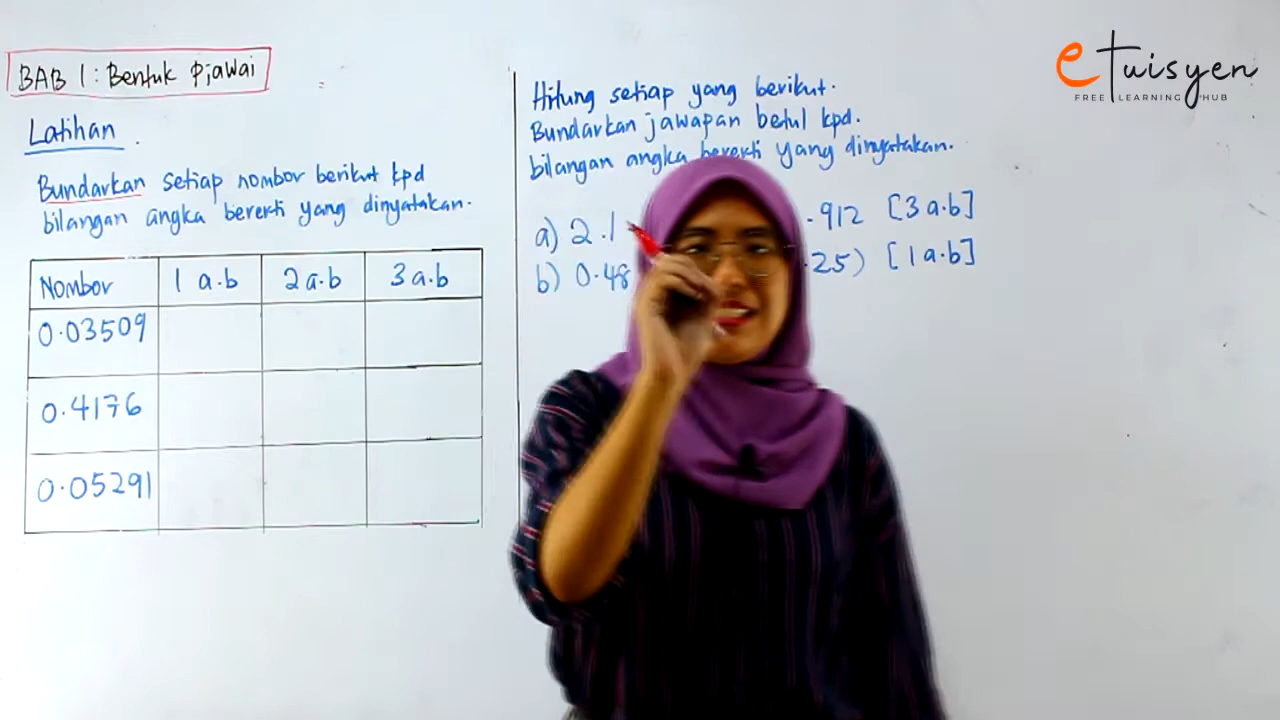 BAB 1: Bentuk Piawai
Latihan.
Bundarkan setiap nombor berikut kpd
bilangan angka bererti yang dinyatakan.
Nombor 1 a.b 2 a.b 3 a.b
0.03509
0.4176
0.05291
Hitung setiap yang berikut.
Bundarkan jawapan betul kpd.
bilangan angka bererti yang dinyatakan.
a) 2.1 .912 [3 a.b]
b) 0.48 .25) [1 a.b]
eTuisyen
FREE LEARNING HUB